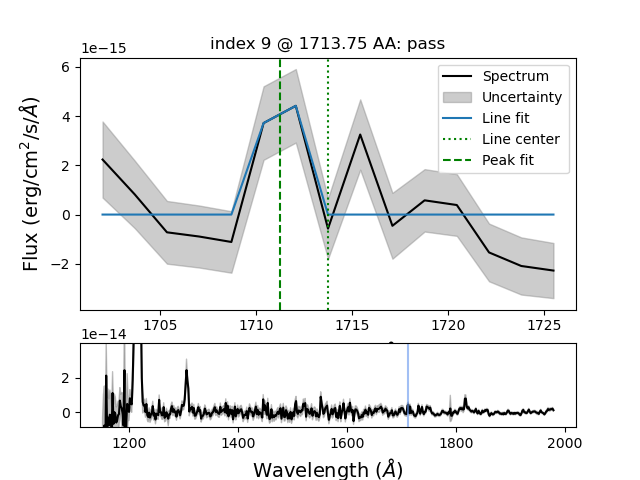 index 9 @ 1713.75 AA: pass
1e−15
Flux (erg/cm²/s/Å)
6
4
2
0
−2
Spectrum
Uncertainty
Line fit
Line center
Peak fit
1705 1710 1715 1720 1725
1e−14
2
0
1200 1400 1600 1800 2000
Wavelength (Å)